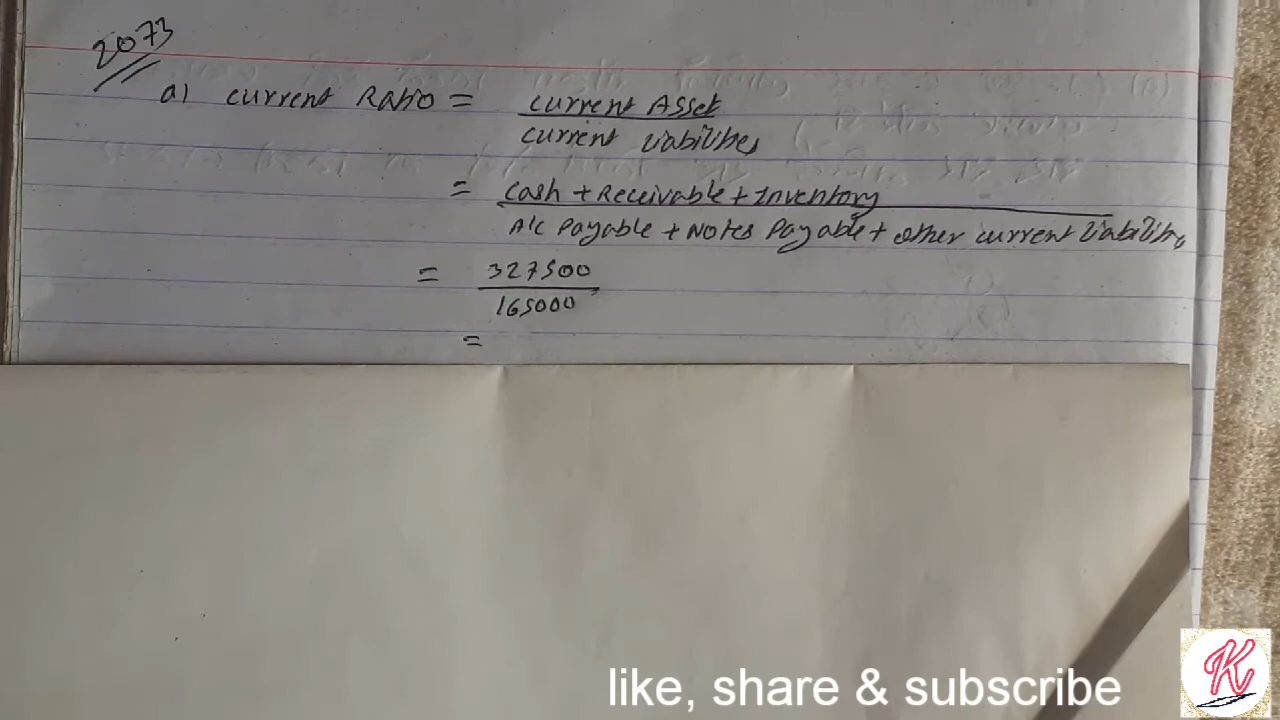 2073
a) Current Ratio = Current Asset
Current Liabilities
= Cash + Receivable + Inventory
A/c Payable + Notes Payable + other current liabilities
= 327500
165000
=
like, share & subscribe
K